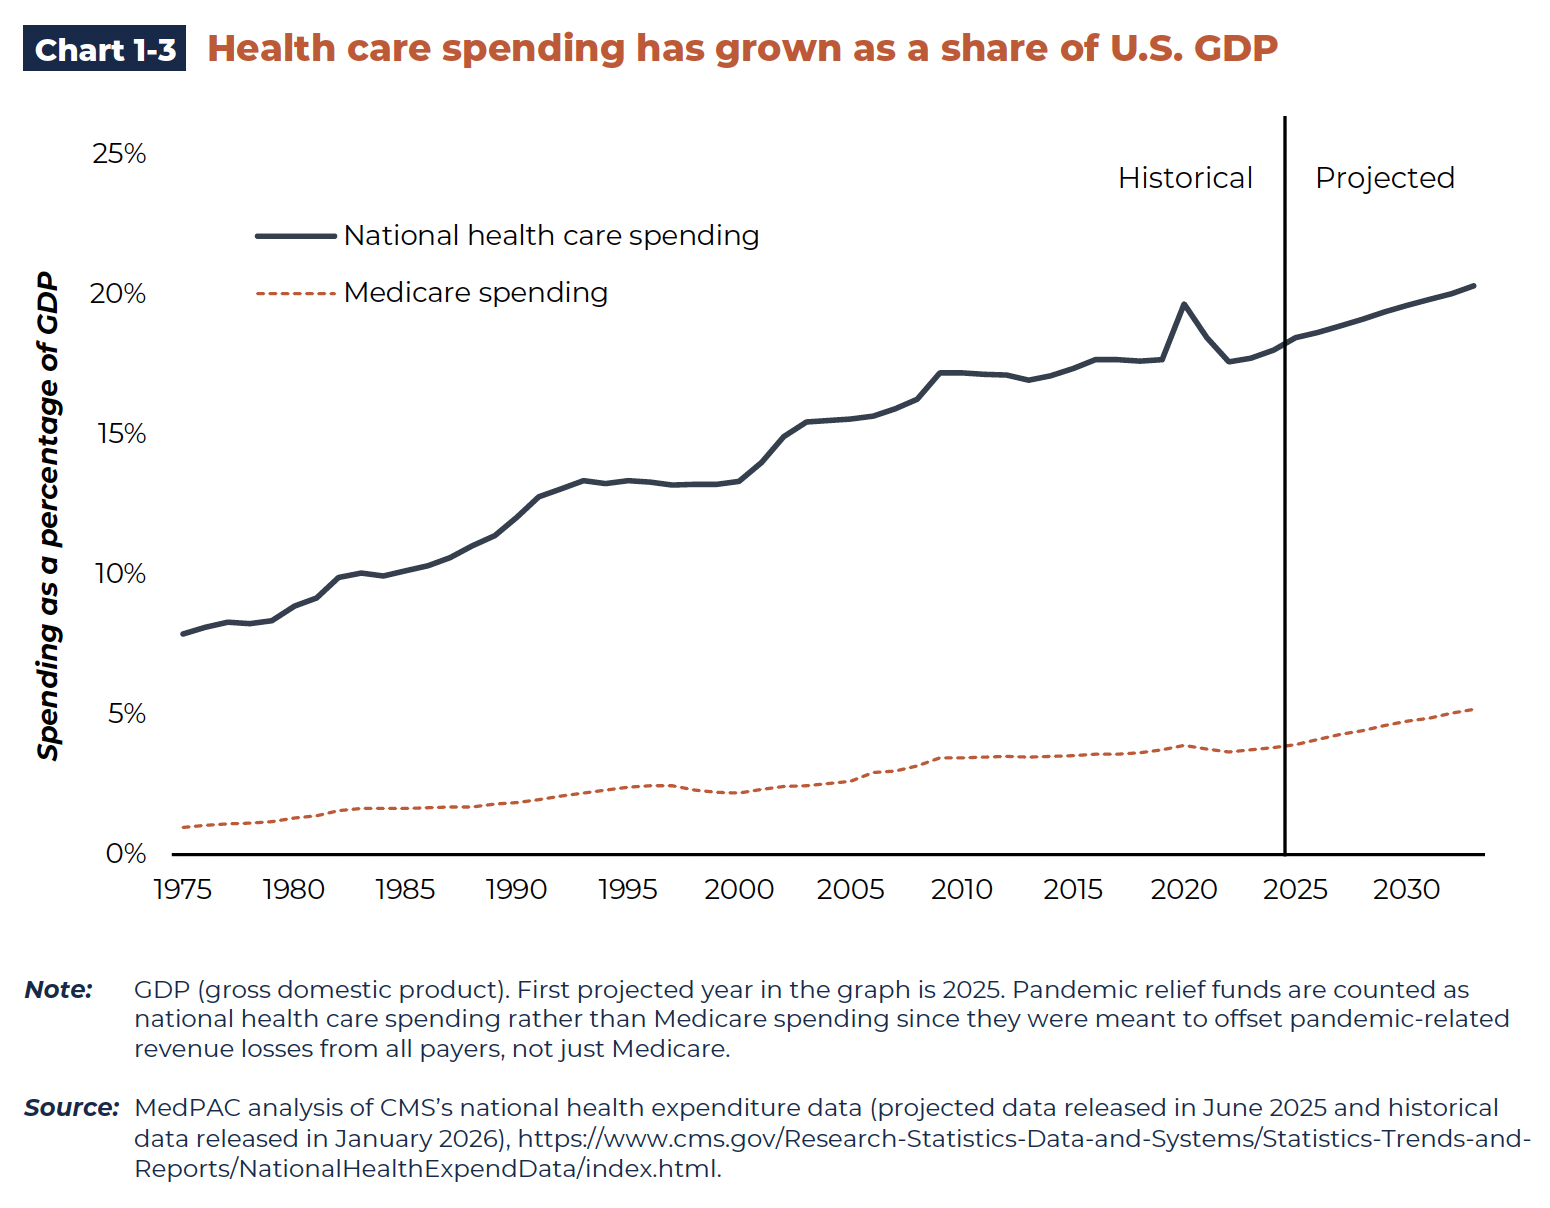 Chart 1-3 Health care spending has grown as a share of U.S. GDP
Spending as a percentage of GDP
25%
20%
15%
10%
5%
0%
Historical Projected
National health care spending
Medicare spending
1975 1980 1985 1990 1995 2000 2005 2010 2015 2020 2025 2030
Note: GDP (gross domestic product). First projected year in the graph is 2025. Pandemic relief funds are counted as
national health care spending rather than Medicare spending since they were meant to offset pandemic-related
revenue losses from all payers, not just Medicare.
Source: MedPAC analysis of CMS’s national health expenditure data (projected data released in June 2025 and historical
data released in January 2026), https://www.cms.gov/Research-Statistics-Data-and-Systems/Statistics-Trends-and-
Reports/NationalHealthExpendData/index.html.